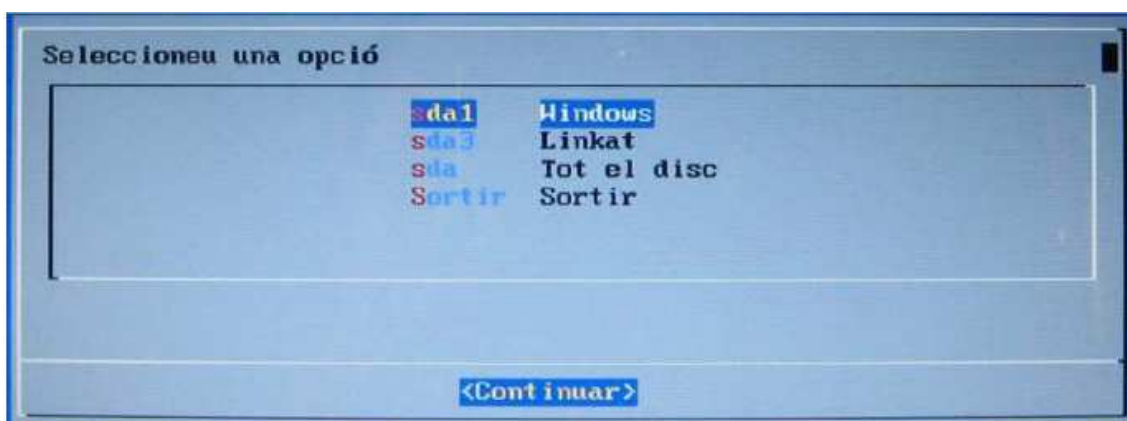 Seleccioneu una opció
sda1 Windows
sda3 Linkat
sda Tot el disc
Sortir Sortir
<Continuar>